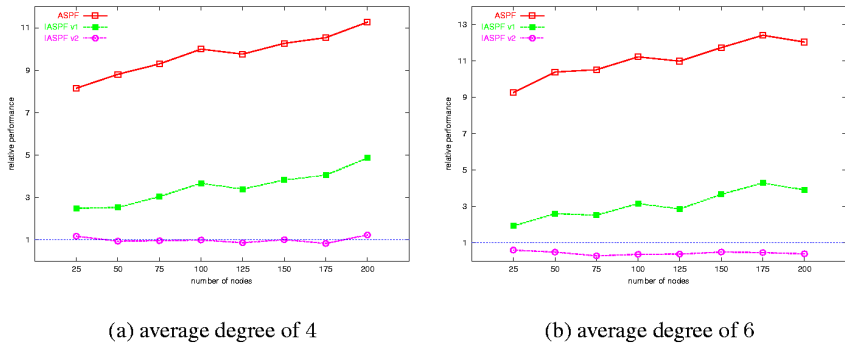 ASPF
IASPF v1
IASPF v2
relative performance
11
9
7
5
3
1
25 50 75 100 125 150 175 200
number of nodes
(a) average degree of 4
ASPF
IASPF v1
IASPF v2
relative performance
13
11
9
7
5
3
1
25 50 75 100 125 150 175 200
number of nodes
(b) average degree of 6